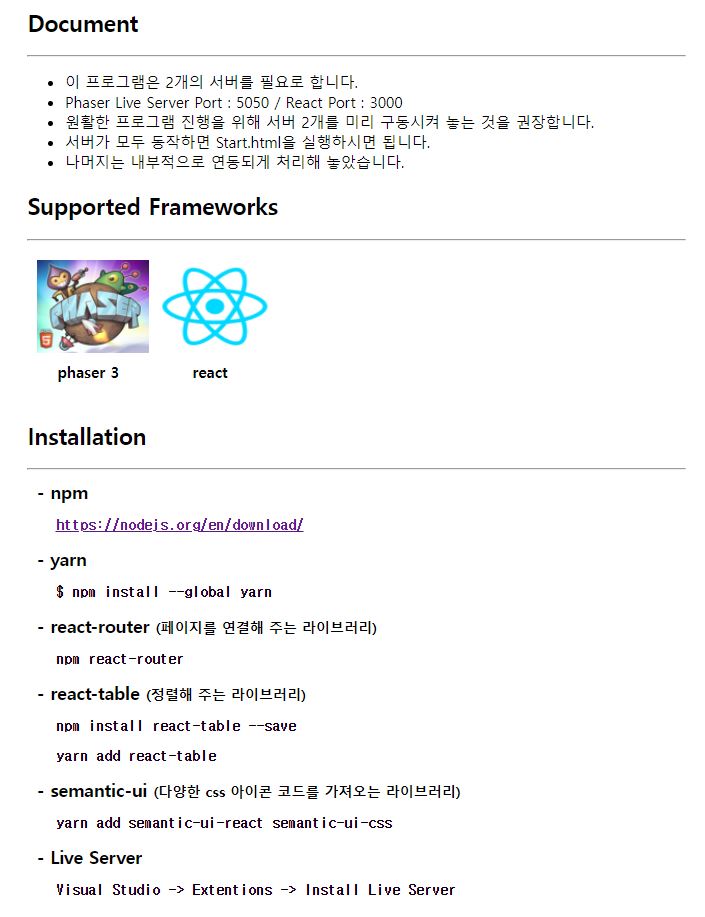 Document
이 프로그램은 2개의 서버를 필요로 합니다.
Phaser Live Server Port : 5050 / React Port : 3000
원활한 프로그램 진행을 위해 서버 2개를 미리 구동시켜 놓는 것을 권장합니다.
서버가 모두 동작하면 Start.html을 실행하시면 됩니다.
나머지는 내부적으로 연동되게 처리해 놓았습니다.
Supported Frameworks
PHASER
5
phaser 3
react
Installation
- npm
https://nodejs.org/en/download/
- yarn
$ npm install --global yarn
- react-router (페이지를 연결해 주는 라이브러리)
npm react-router
- react-table (정렬해 주는 라이브러리)
npm install react-table --save
yarn add react-table
- semantic-ui (다양한 css 아이콘 코드를 가져오는 라이브러리)
yarn add semantic-ui-react semantic-ui-css
- Live Server
Visual Studio -> Extentions -> Install Live Server